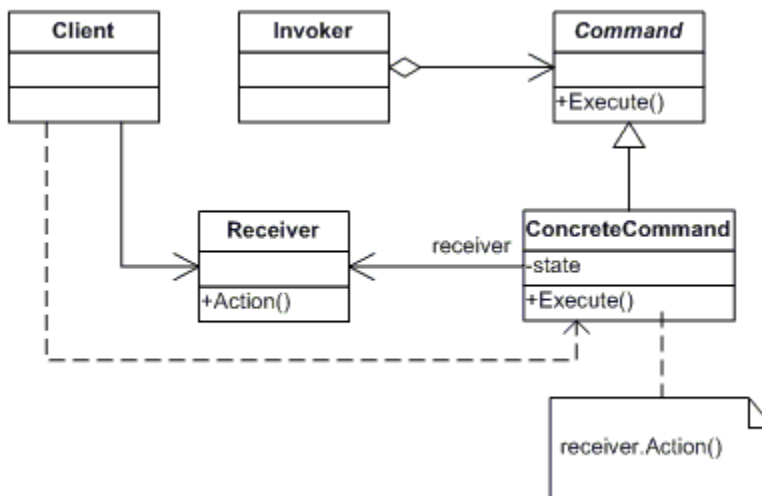 Client
Invoker
Command
+Execute()
Receiver
+Action()
receiver
ConcreteCommand
-state
+Execute()
receiver.Action()